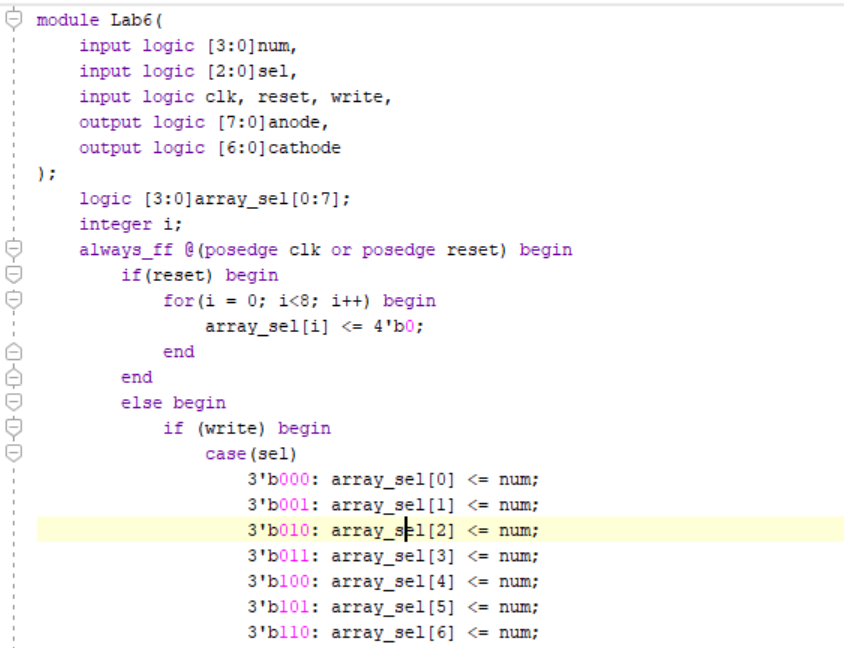 module Lab6(
    input logic [3:0]num,
    input logic [2:0]sel,
    input logic clk, reset, write,
    output logic [7:0]anode,
    output logic [6:0]cathode
);
    logic [3:0]array_sel[0:7];
    integer i;
    always_ff @(posedge clk or posedge reset) begin
        if(reset) begin
            for(i = 0; i<8; i++) begin
                array_sel[i] <= 4'b0;
            end
        end
        else begin
            if (write) begin
                case(sel)
                    3'b000: array_sel[0] <= num;
                    3'b001: array_sel[1] <= num;
                    3'b010: array_sel[2] <= num;
                    3'b011: array_sel[3] <= num;
                    3'b100: array_sel[4] <= num;
                    3'b101: array_sel[5] <= num;
                    3'b110: array_sel[6] <= num;